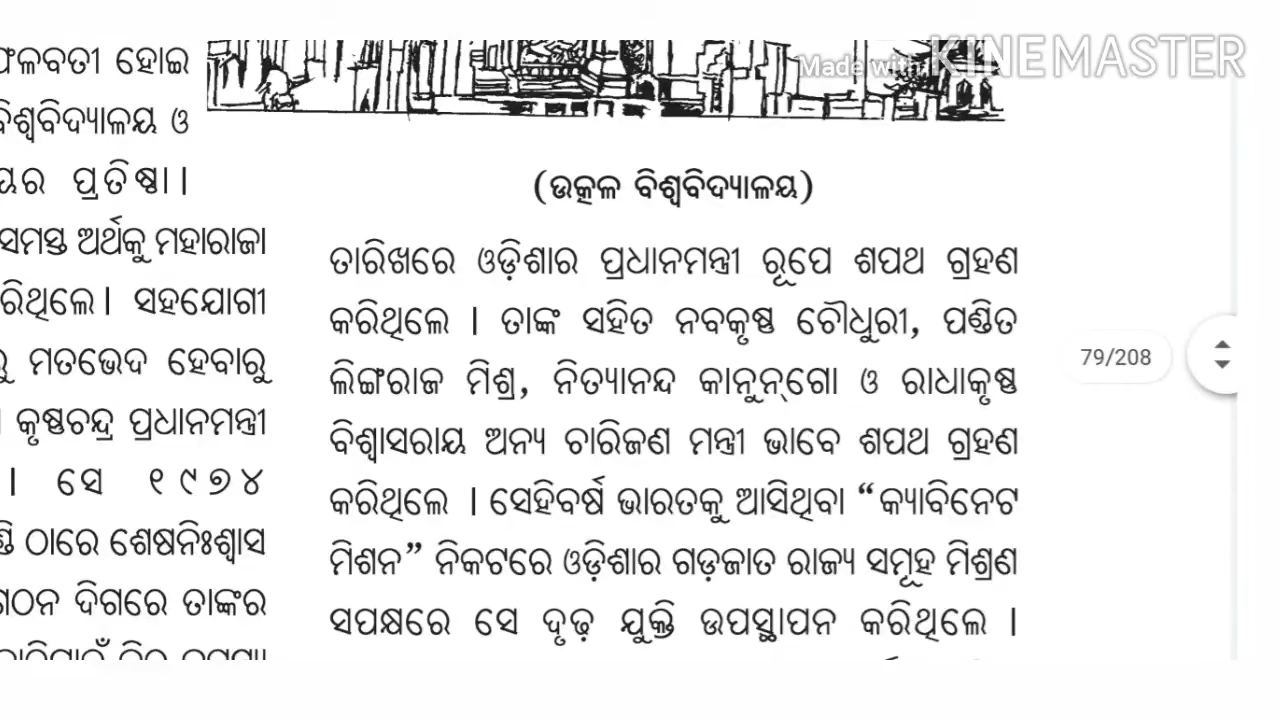 Made with KINEMASTER
ହୋଇ
ବିଶ୍ୱବିଦ୍ୟାଳୟ ଓ
ପ୍ରତିଷ୍ଠା।
ସମସ୍ତ ଅର୍ଥକୁ ମହାରାଜା
ସହଯୋଗୀ
ମତଭେଦ ହେବାରୁ
କୃଷ୍ଣଚନ୍ଦ୍ର ପ୍ରଧାନମନ୍ତ୍ରୀ
। ସେ ୧୯୭୪
ଠାରେ ଶେଷନିଃଶ୍ୱାସ
ଦିଗରେ ତାଙ୍କର
(ଉତ୍କଳ ବିଶ୍ୱବିଦ୍ୟାଳୟ)
ତାରିଖରେ ଓଡ଼ିଶାର ପ୍ରଧାନମନ୍ତ୍ରୀ ରୂପେ ଶପଥ ଗ୍ରହଣ
କରିଥିଲେ । ତାଙ୍କ ସହିତ ନବକୃଷ୍ଣ ଚୌଧୁରୀ, ପଣ୍ଡିତ
ଲିଙ୍ଗରାଜ ମିଶ୍ର, ନିତ୍ୟାନନ୍ଦ କାନୁନ୍‌ଗୋ ଓ ରାଧାକୃଷ୍ଣ
ବିଶ୍ୱାସରାୟ ଅନ୍ୟ ଚାରିଜଣ ମନ୍ତ୍ରୀ ଭାବେ ଶପଥ ଗ୍ରହଣ
କରିଥିଲେ । ସେହିବର୍ଷ ଭାରତକୁ ଆସିଥିବା “କ୍ୟାବିନେଟ
ମିଶନ” ନିକଟରେ ଓଡ଼ିଶାର ଗଡ଼ଜାତ ରାଜ୍ୟ ସମୂହ ମିଶ୍ରଣ
ସପକ୍ଷରେ ସେ ଦୃଢ଼ ଯୁକ୍ତି ଉପସ୍ଥାପନ କରିଥିଲେ ।
79/208